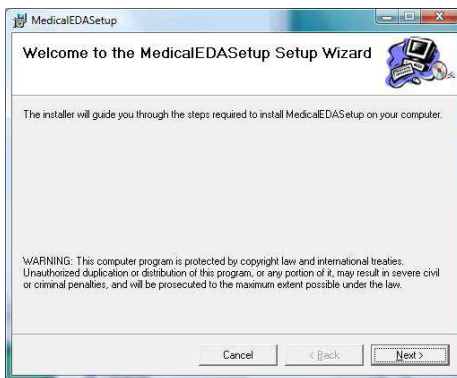 MedicalEDASetup
Welcome to the MedicalEDASetup Setup Wizard
The installer will guide you through the steps required to install MedicalEDASetup on your computer.
WARNING: This computer program is protected by copyright law and international treaties.
Unauthorized duplication or distribution of this program, or any portion of it, may result in severe civil
or criminal penalties, and will be prosecuted to the maximum extent possible under the law.
Cancel < Back Next >